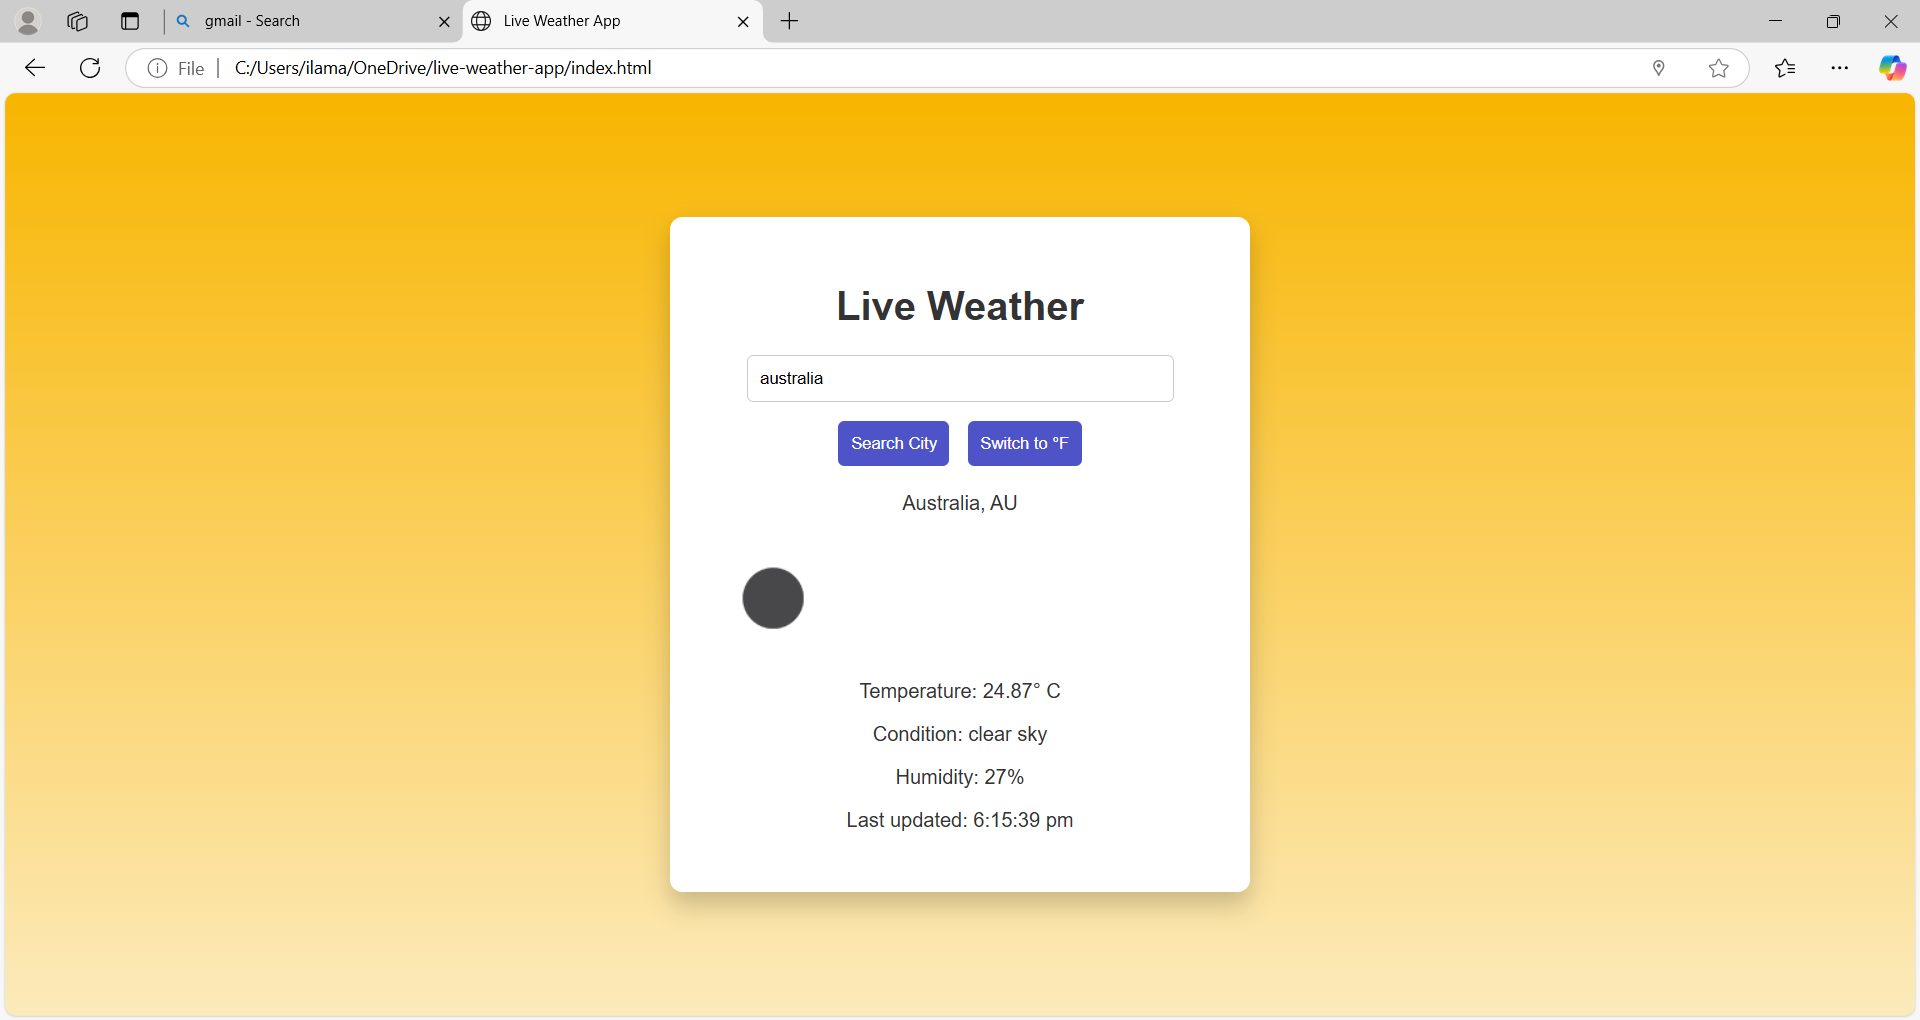 gmail - Search
Live Weather App
File
C:/Users/ilama/OneDrive/live-weather-app/index.html
Live Weather
australia
Search City
Switch to °F
Australia, AU
Temperature: 24.87° C
Condition: clear sky
Humidity: 27%
Last updated: 6:15:39 pm